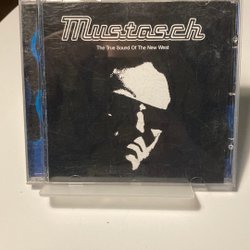 Mustasch
The True Sound Of The New West